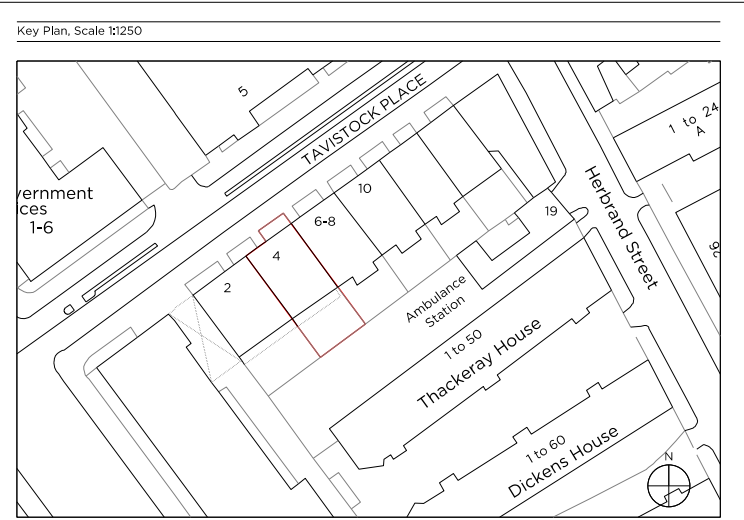 Key Plan, Scale 1:1250
5
TAVISTOCK PLACE
1 to 24
A
vernment
ices
1-6
10
Herbrand Street
6-8
19
4
2
Ambulance
Station
1 to 50
Thackeray House
1 to 60
Dickens House
N